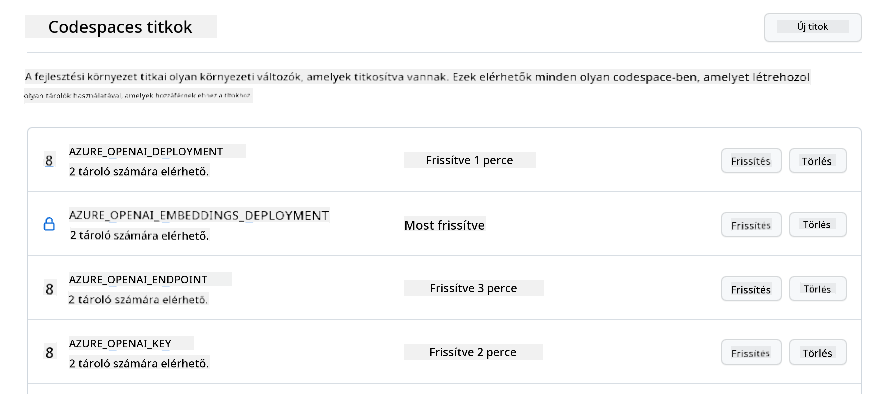 Codespaces titkok
Új titok
A fejlesztési környezet titkai olyan környezeti változók, amelyek titkosítva vannak. Ezek elérhetők minden olyan codespace-ben, amelyet létrehozol
olyan tárolók használatával, amelyek hozzáférnek ehhez a titokhoz.
8 AZURE_OPENAI_DEPLOYMENT
2 tároló számára elérhető.
Frissítve 1 perce
Frissítés
Törlés
AZURE_OPENAI_EMBEDDINGS_DEPLOYMENT
2 tároló számára elérhető.
Most frissítve
Frissítés
Törlés
8 AZURE_OPENAI_ENDPOINT
2 tároló számára elérhető.
Frissítve 3 perce
Frissítés
Törlés
8 AZURE_OPENAI_KEY
2 tároló számára elérhető.
Frissítve 2 perce
Frissítés
Törlés